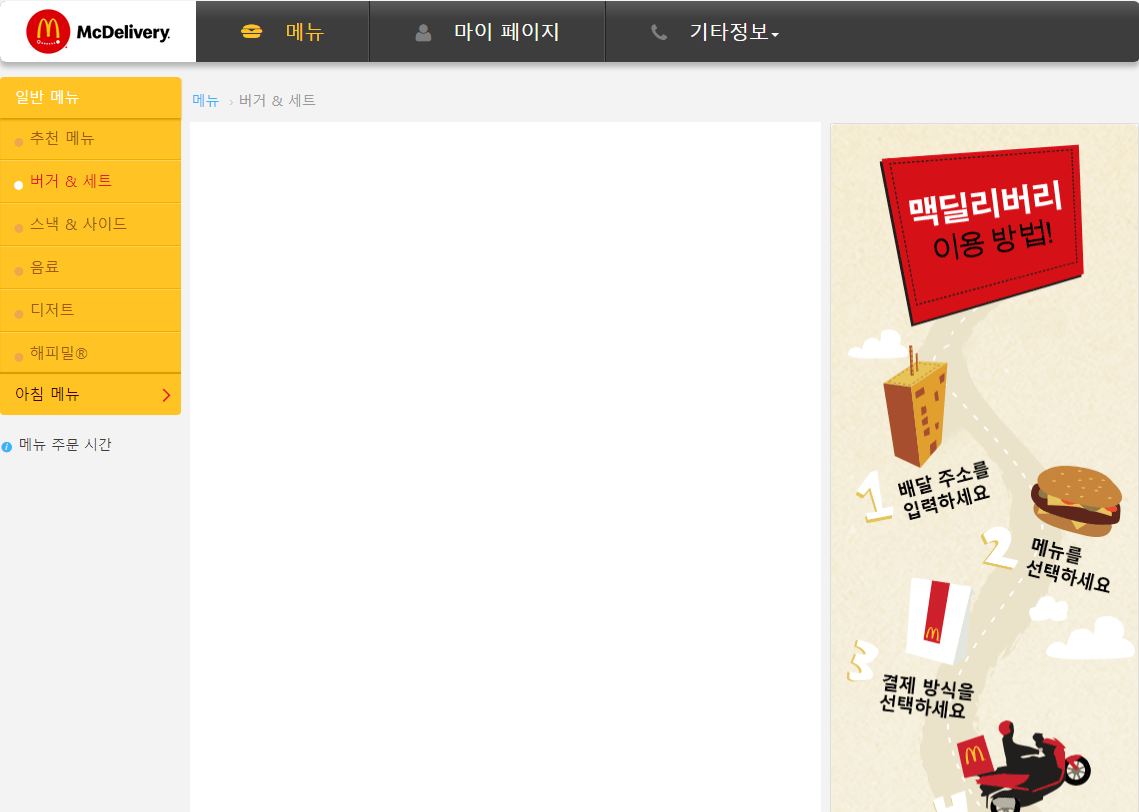 McDelivery
메뉴
마이 페이지
기타정보
일반 메뉴
추천 메뉴
버거 & 세트
스낵 & 사이드
음료
디저트
해피밀®
아침 메뉴
메뉴 주문 시간
메뉴 › 버거 & 세트
맥딜리버리
이용 방법!
1
배달 주소를
입력하세요
2
메뉴를
선택하세요
3
결제 방식을
선택하세요